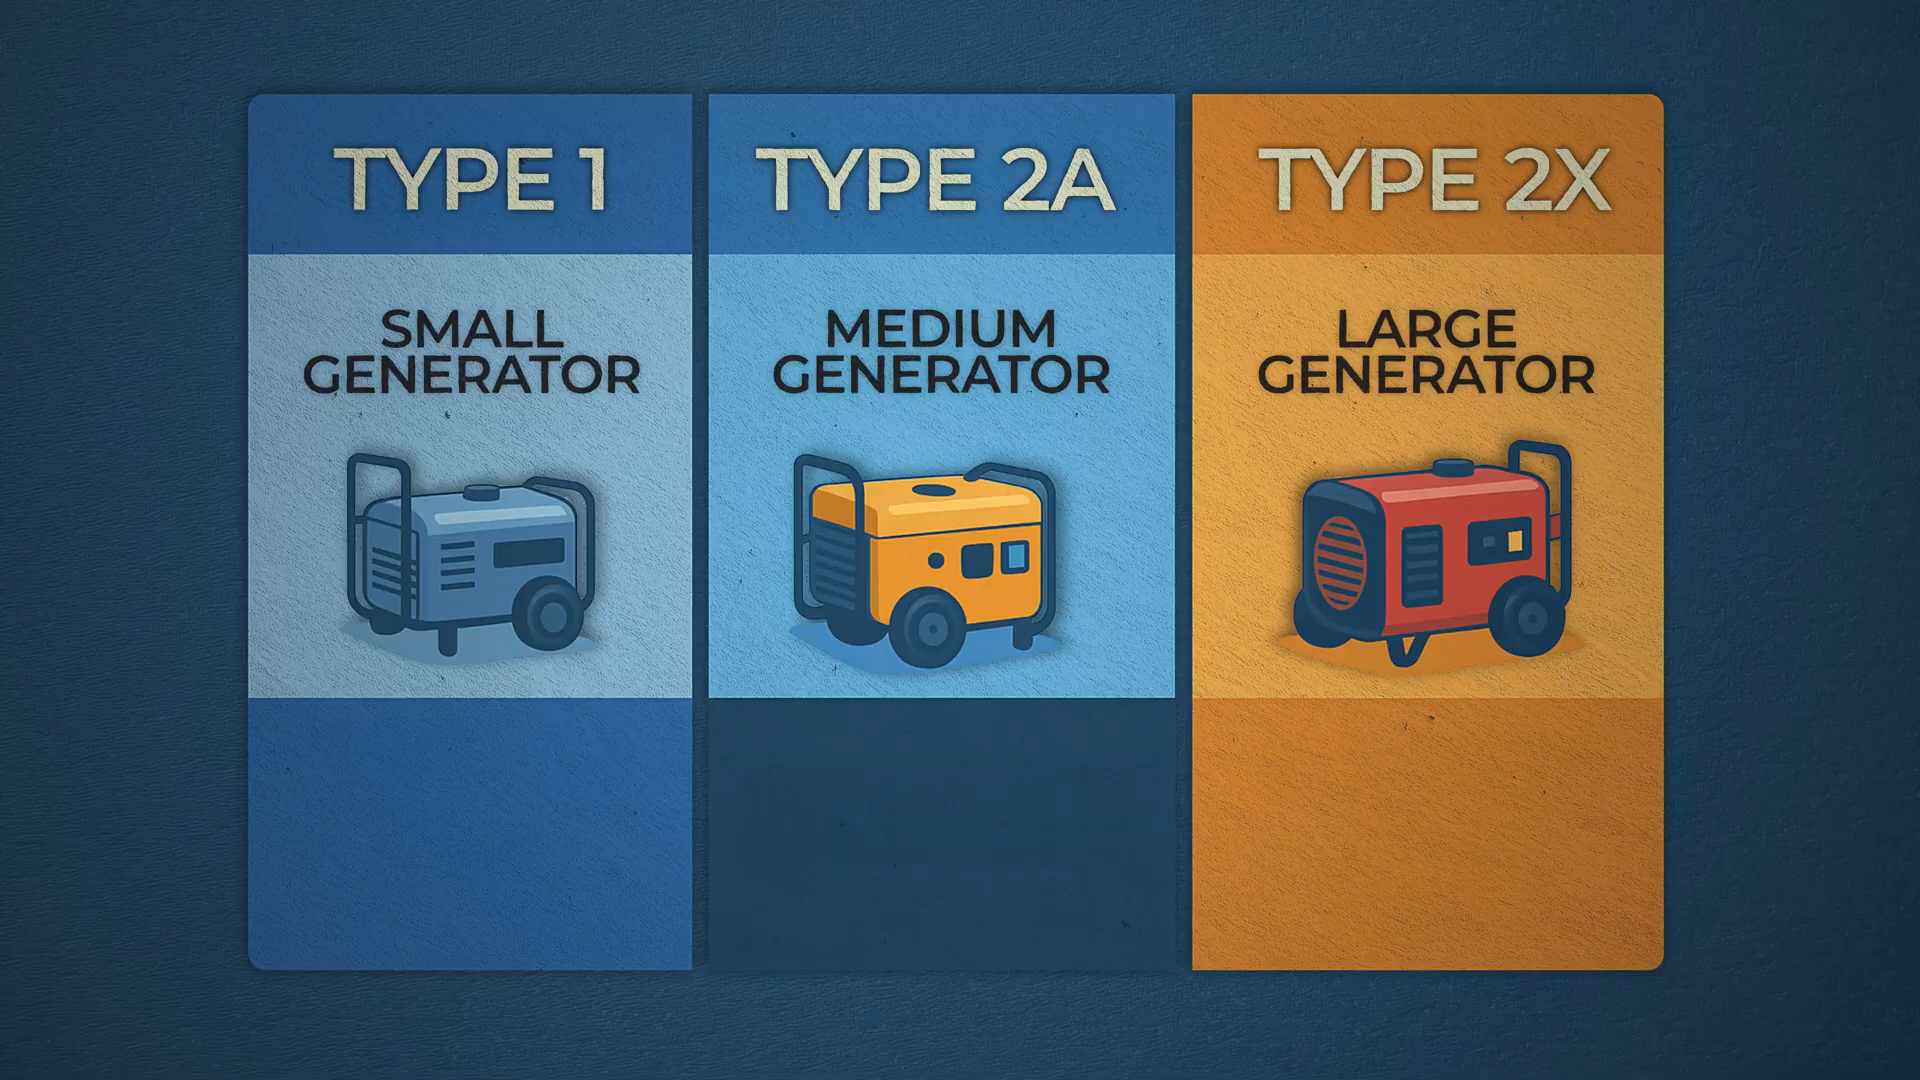 TYPE 1
SMALL
GENERATOR
TYPE 2A
MEDIUM
GENERATOR
TYPE 2X
LARGE
GENERATOR